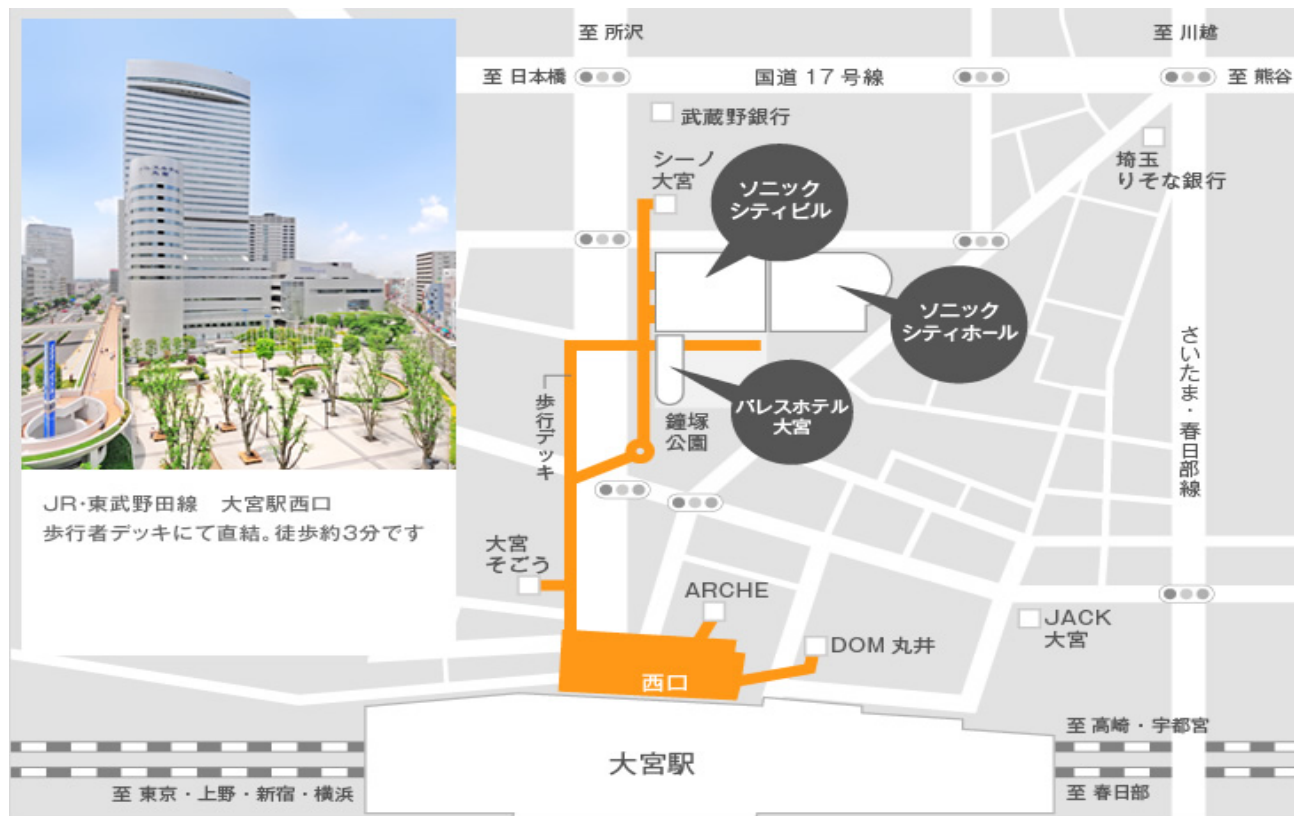 至 所沢
至 川越
至 日本橋
国道 17 号線
至 熊谷
武蔵野銀行
シーノ
大宮
埼玉
りそな銀行
ソニック
シティビル
ソニック
シティホール
パレスホテル
大宮
鐘塚
公園
歩行デッキ
さいたま・春日部線
JR・東武野田線　大宮駅西口
歩行者デッキにて直結。徒歩約3分です
大宮
そごう
ARCHE
DOM 丸井
JACK
大宮
西口
大宮駅
至 高崎・宇都宮
至 東京・上野・新宿・横浜
至 春日部